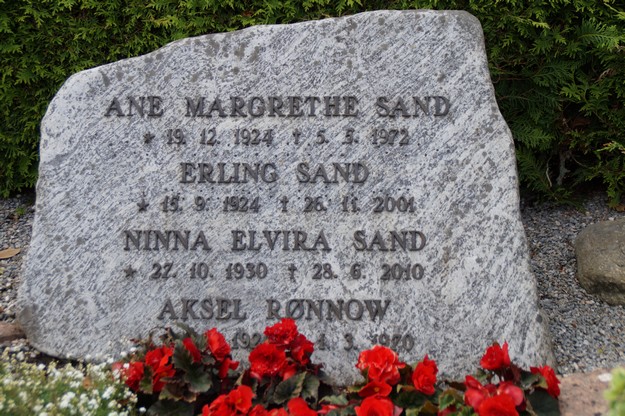 ANE MARGRETHE SAND
* 19. 12. 1924 † 5. 3. 1972
ERLING SAND
* 15. 9. 1924 † 26. 11. 2001
NINNA ELVIRA SAND
* 27. 10. 1930 † 28. 6. 2010
AKSEL RØNNOW
3.